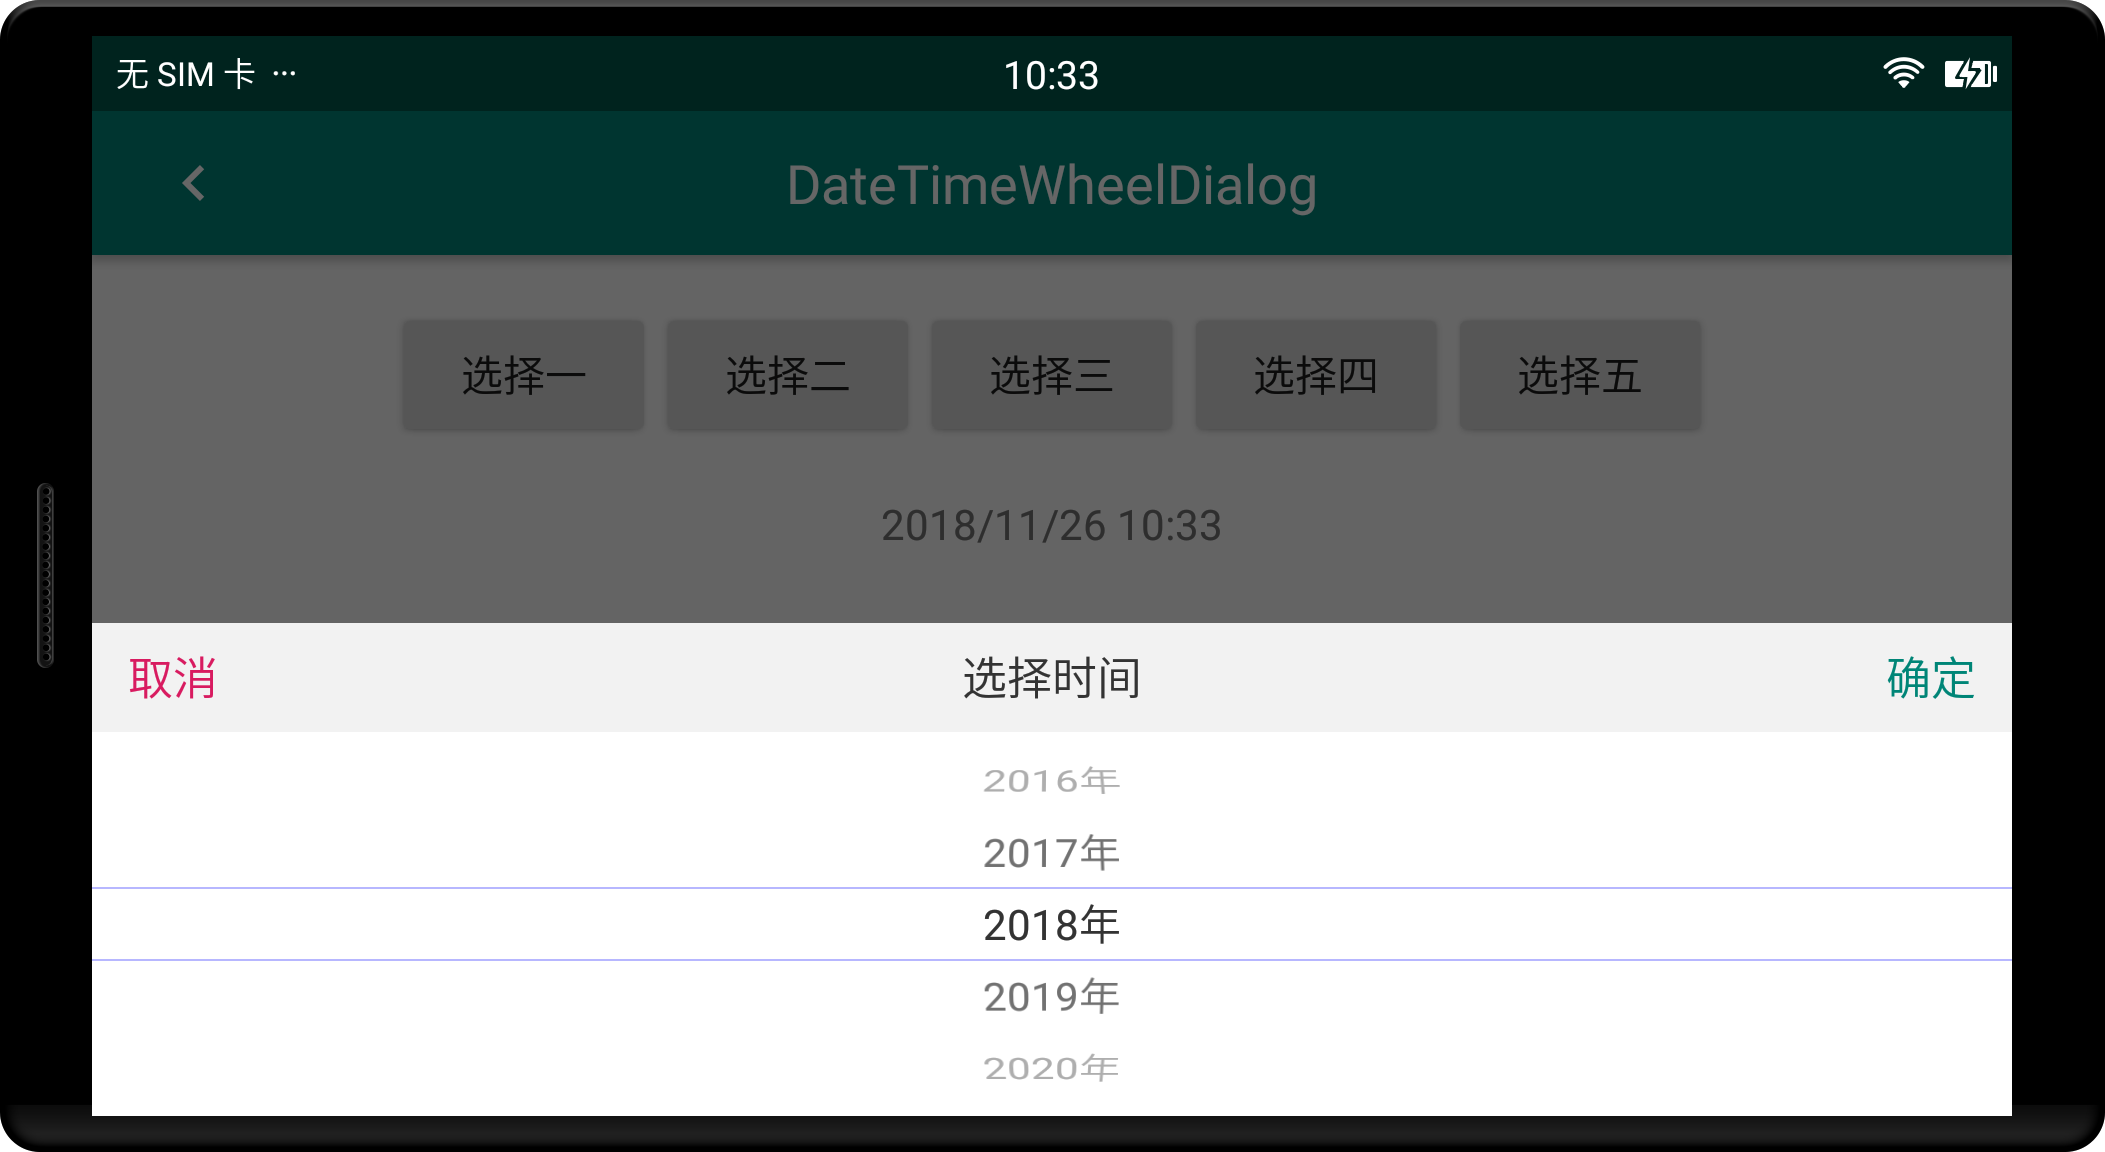 无 SIM 卡 ... 10:33
DateTimeWheelDialog
选择一 选择二 选择三 选择四 选择五
2018/11/26 10:33
取消 选择时间 确定
2016年
2017年
2018年
2019年
2020年